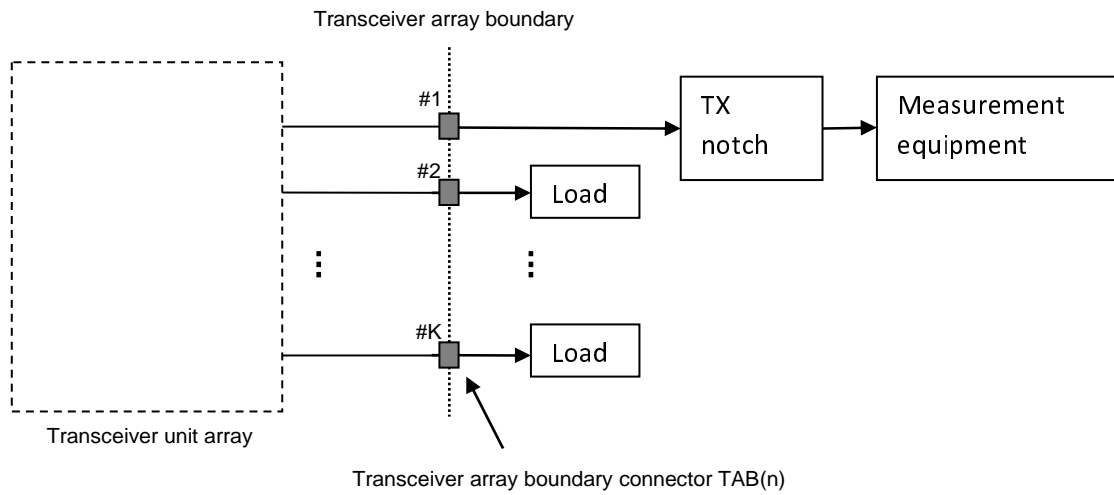 Transceiver array boundary
#1
TX
notch
Measurement
equipment
#2
Load
#K
Load
Transceiver unit array
Transceiver array boundary connector TAB(n)